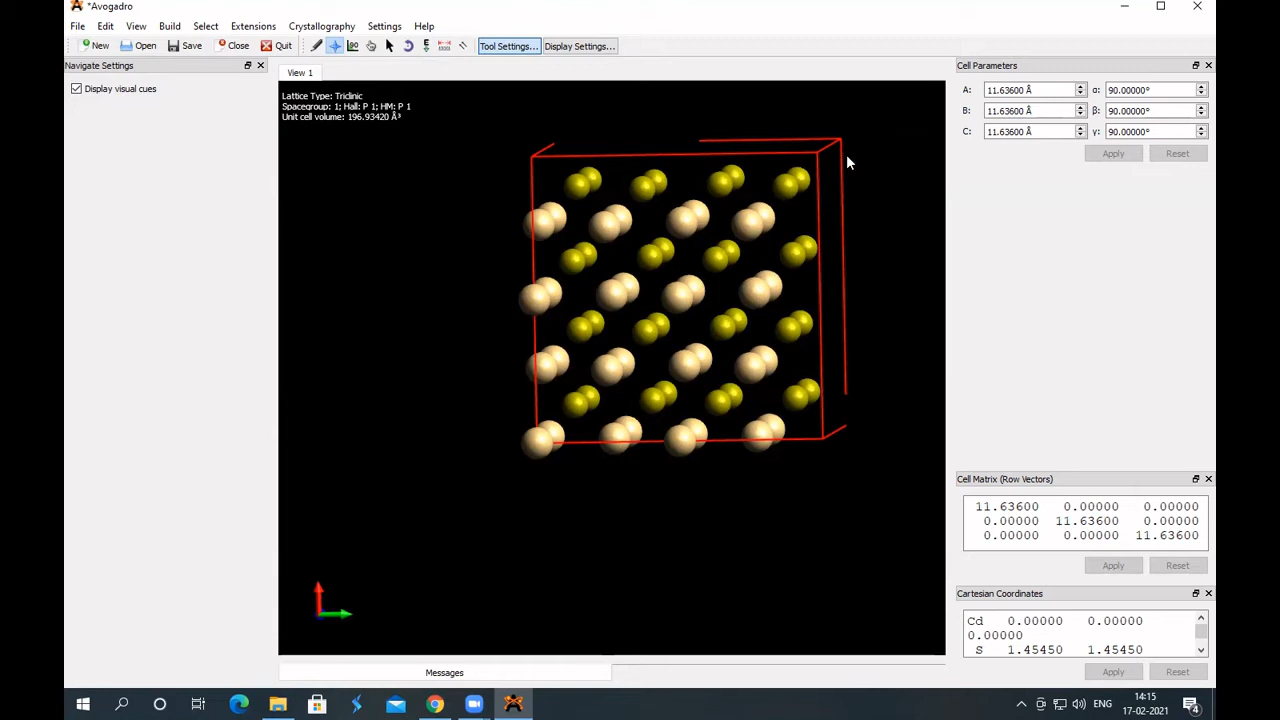 *Avogadro
File Edit View Build Select Extensions Crystallography Settings Help
New Open Save Close Quit E Tool Settings... Display Settings...
Navigate Settings
Display visual cues
View 1
Lattice Type: Triclinic
Spacegroup: 1; Hall: P 1; HM: P 1
Unit cell volume: 196.93420 Å³
Cell Parameters
A: 11.63600 Å α: 90.00000°
B: 11.63600 Å β: 90.00000°
C: 11.63600 Å γ: 90.00000°
Apply Reset
Cell Matrix (Row Vectors)
11.63600 0.00000 0.00000
0.00000 11.63600 0.00000
0.00000 0.00000 11.63600
Apply Reset
Cartesian Coordinates
Cd 0.00000 0.00000
0.00000
S 1.45450 1.45450
Apply Reset
Messages
ENG
14:15
17-02-2021
4